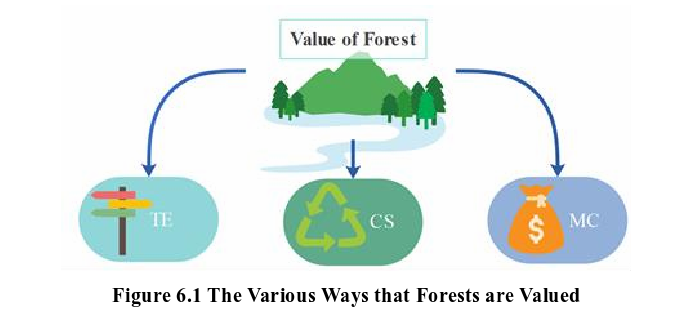 Value of Forest
TE
CS
$
MC
Figure 6.1 The Various Ways that Forests are Valued